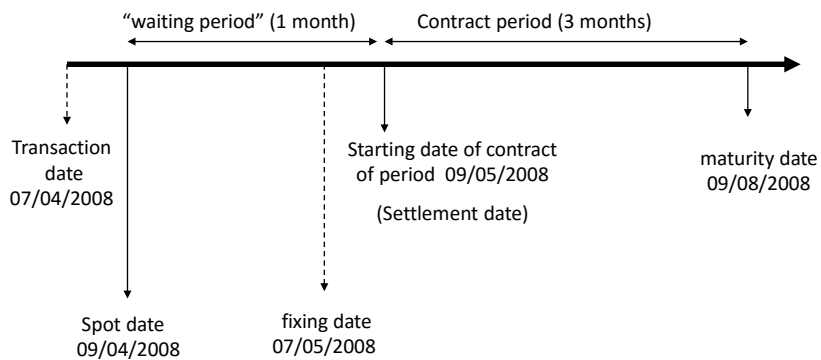 “waiting period” (1 month)
Contract period (3 months)
Transaction
date
07/04/2008
Starting date of contract
of period 09/05/2008
(Settlement date)
maturity date
09/08/2008
Spot date
09/04/2008
fixing date
07/05/2008